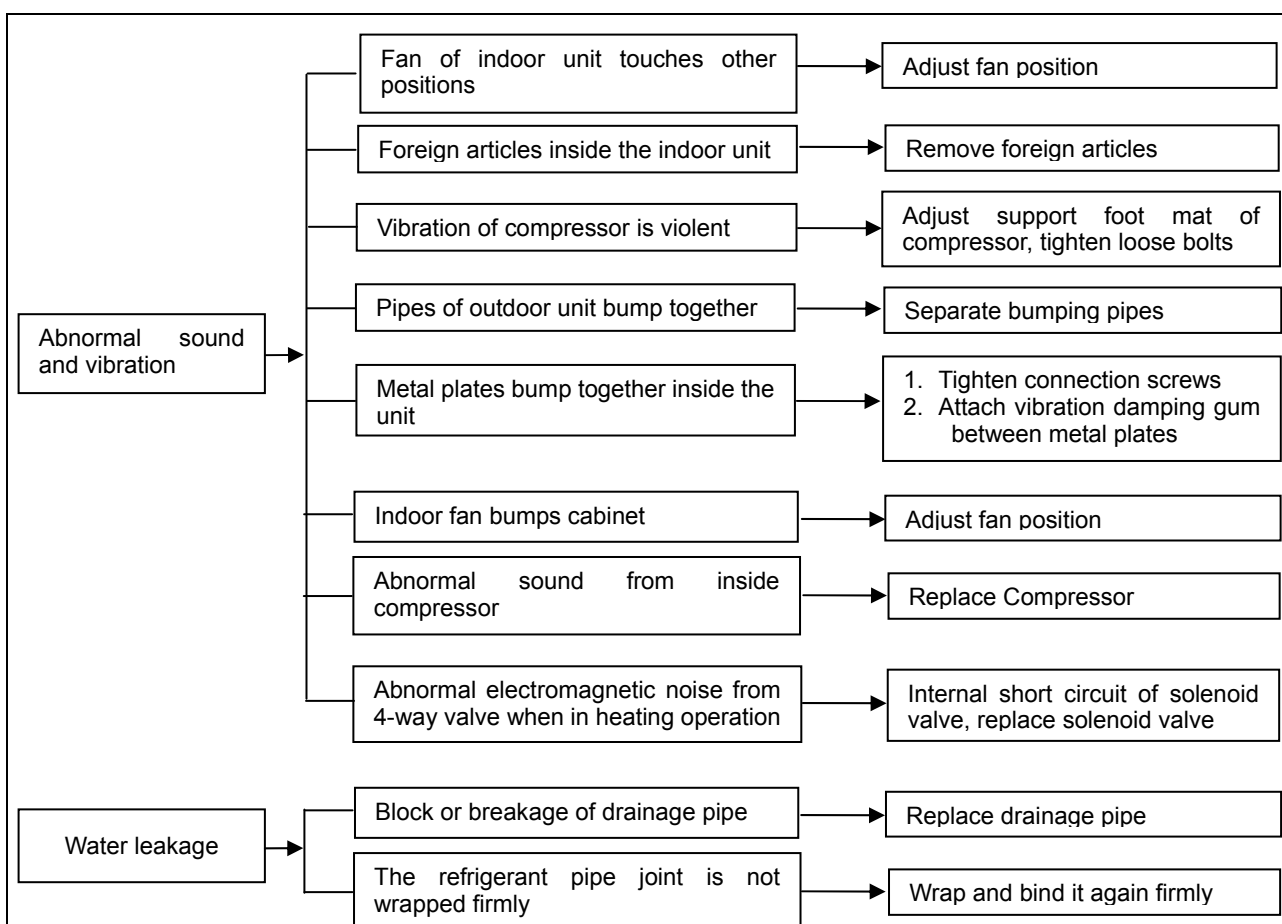 Fan of indoor unit touches other
positions
Adjust fan position
Foreign articles inside the indoor unit
Remove foreign articles
Vibration of compressor is violent
Adjust support foot mat of
compressor, tighten loose bolts
Pipes of outdoor unit bump together
Separate bumping pipes
Abnormal sound
and vibration
Metal plates bump together inside the
unit
1. Tighten connection screws
2. Attach vibration damping gum
between metal plates
Indoor fan bumps cabinet
Adjust fan position
Abnormal sound from inside
compressor
Replace Compressor
Abnormal electromagnetic noise from
4-way valve when in heating operation
Internal short circuit of solenoid
valve, replace solenoid valve
Water leakage
Block or breakage of drainage pipe
Replace drainage pipe
The refrigerant pipe joint is not
wrapped firmly
Wrap and bind it again firmly